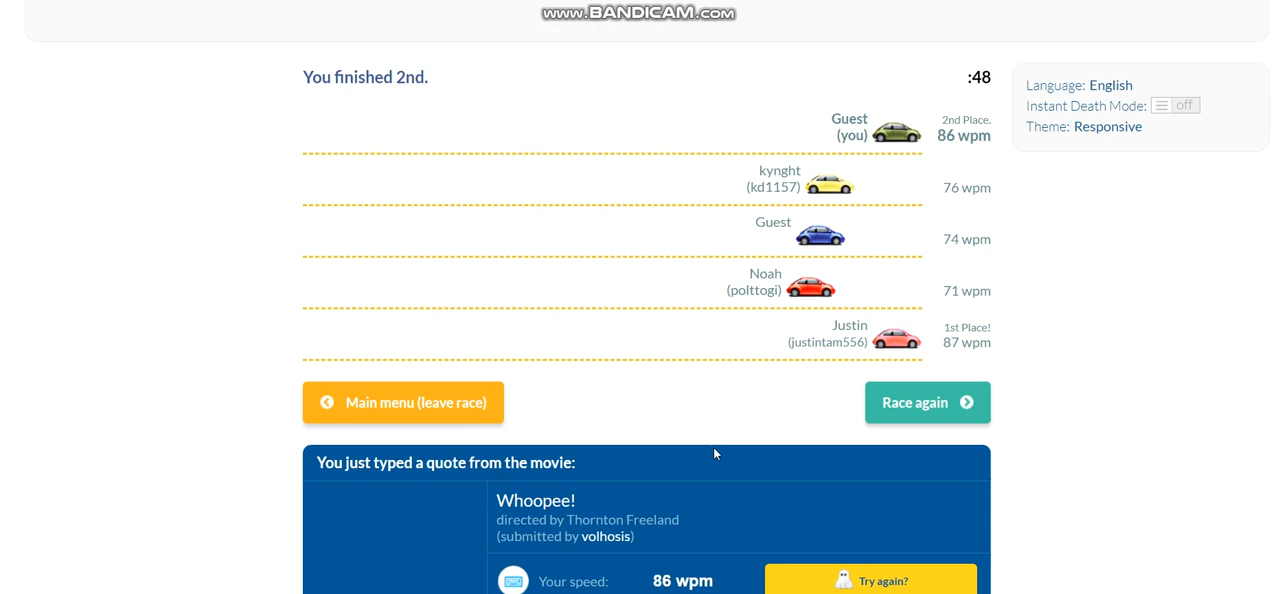 www.BANDICAM.com
You finished 2nd.
:48
Language: English
Instant Death Mode: off
Theme: Responsive
Guest
(you)
2nd Place.
86 wpm
kynght
(kd1157)
76 wpm
Guest
74 wpm
Noah
(polttogi)
71 wpm
Justin
(justintam556)
1st Place!
87 wpm
Main menu (leave race)
Race again
You just typed a quote from the movie:
Whoopee!
directed by Thornton Freeland
(submitted by volhosis)
Your speed: 86 wpm
Try again?